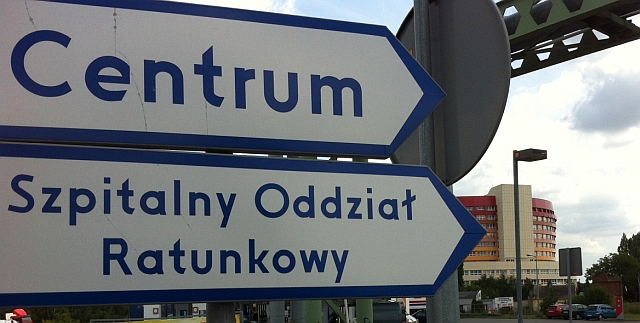 Centrum
Szpitalny Oddział
Ratunkowy